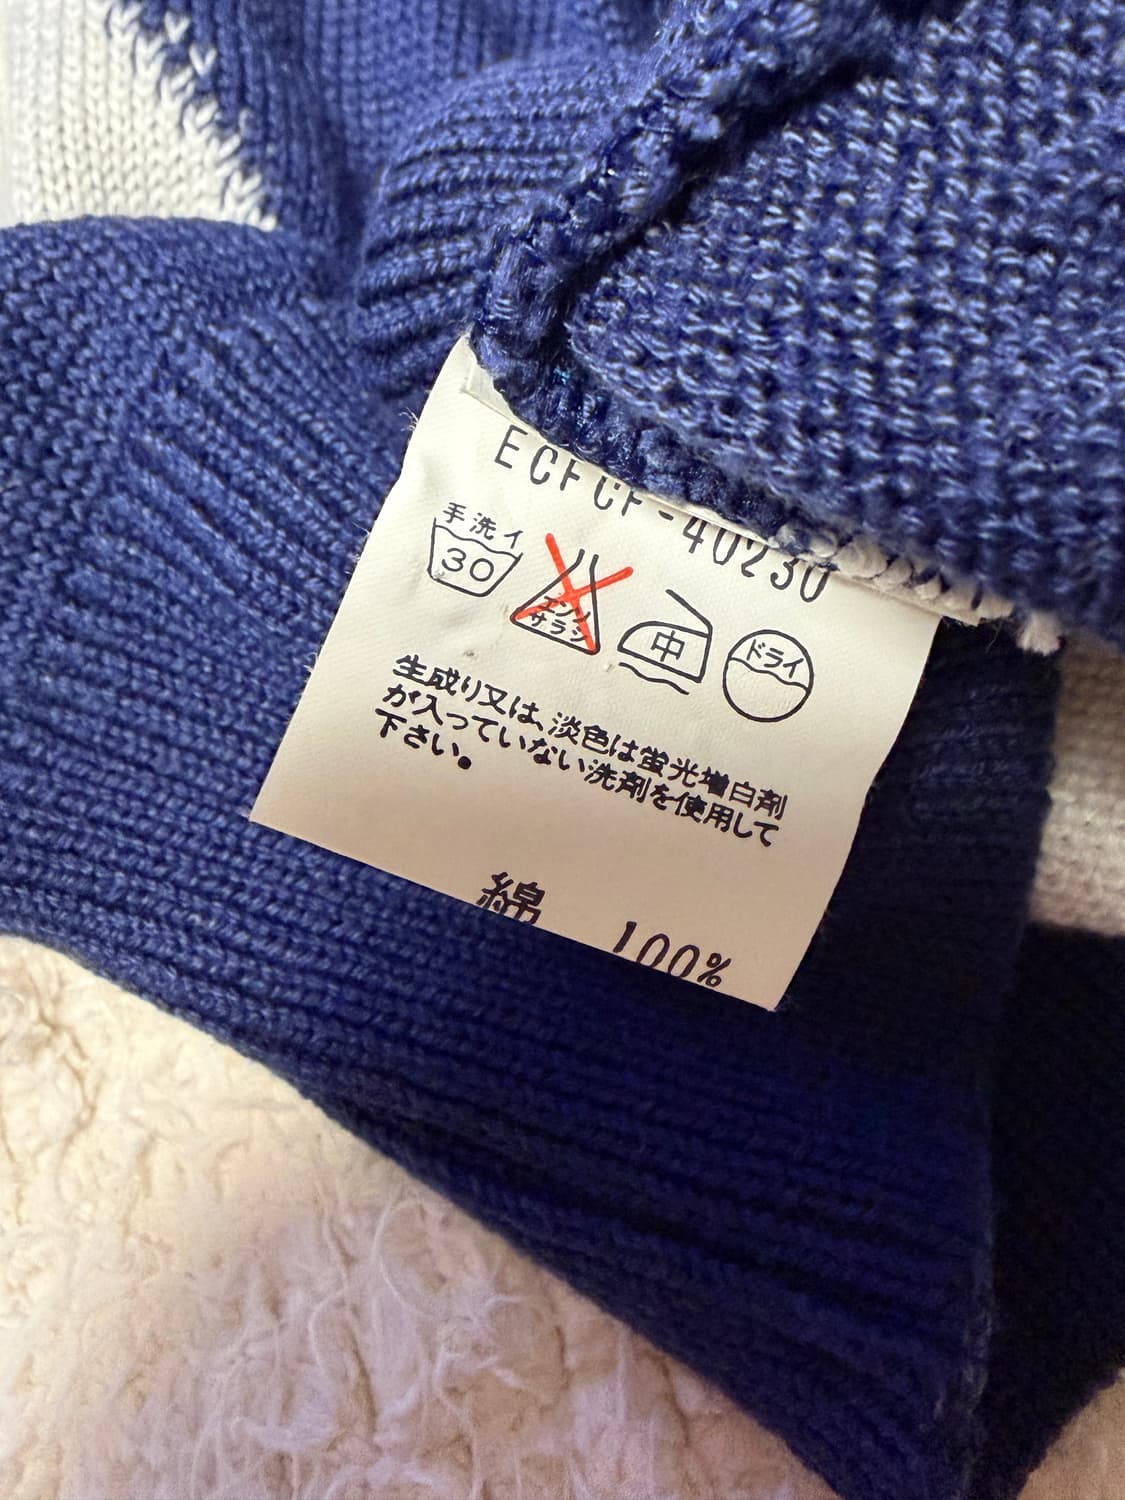 ECFCF-40230
手洗イ
30
エンソ
サラシ
中
ドライ
生成り又は、淡色は蛍光増白剤
が入っていない洗剤を使用して
下さい。
綿 100%